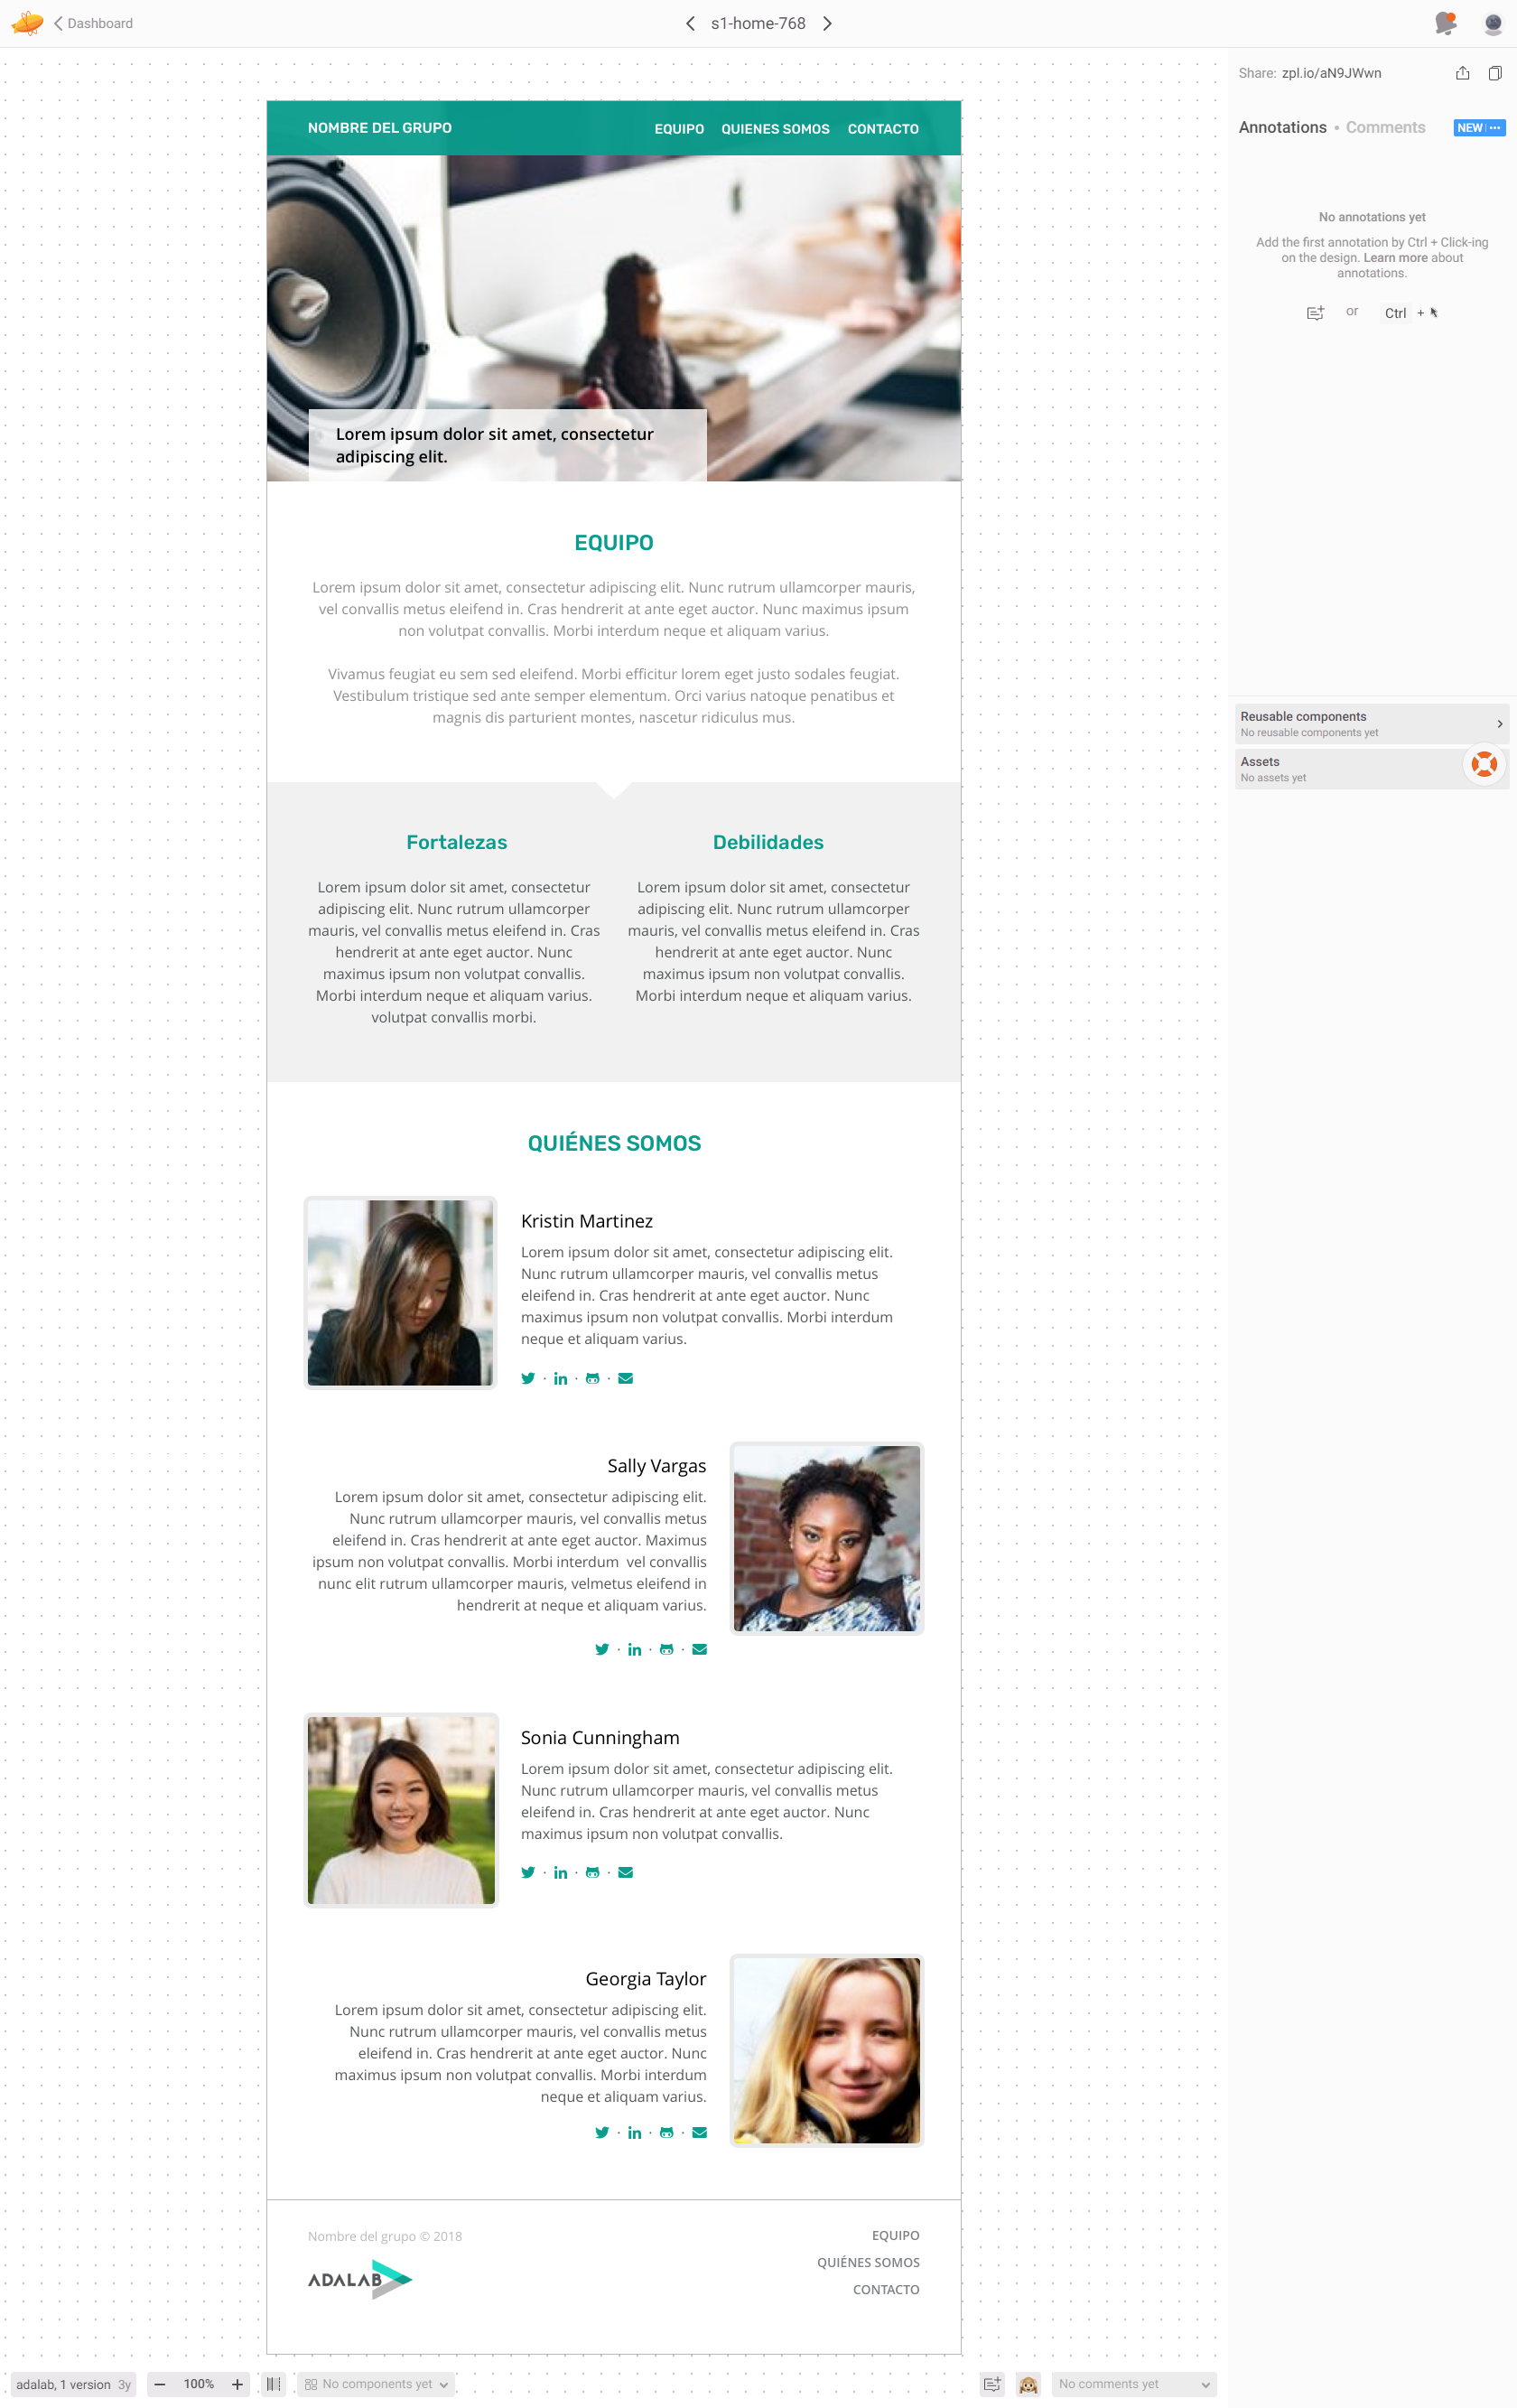 Dashboard
s1-home-768
Share: zpl.io/aN9JWwn
Annotations • Comments
NEW
No annotations yet
Add the first annotation by Ctrl + Click-ing
on the design. Learn more about
annotations.
or Ctrl +
Reusable components
No reusable components yet
Assets
No assets yet
NOMBRE DEL GRUPO
EQUIPO QUIENES SOMOS CONTACTO
Lorem ipsum dolor sit amet, consectetur
adipiscing elit.
EQUIPO
Lorem ipsum dolor sit amet, consectetur adipiscing elit. Nunc rutrum ullamcorper mauris,
vel convallis metus eleifend in. Cras hendrerit at ante eget auctor. Nunc maximus ipsum
non volutpat convallis. Morbi interdum neque et aliquam varius.
Vivamus feugiat eu sem sed eleifend. Morbi efficitur lorem eget justo sodales feugiat.
Vestibulum tristique sed ante semper elementum. Orci varius natoque penatibus et
magnis dis parturient montes, nascetur ridiculus mus.
Fortalezas
Lorem ipsum dolor sit amet, consectetur
adipiscing elit. Nunc rutrum ullamcorper
mauris, vel convallis metus eleifend in. Cras
hendrerit at ante eget auctor. Nunc
maximus ipsum non volutpat convallis.
Morbi interdum neque et aliquam varius.
volutpat convallis morbi.
Debilidades
Lorem ipsum dolor sit amet, consectetur
adipiscing elit. Nunc rutrum ullamcorper
mauris, vel convallis metus eleifend in. Cras
hendrerit at ante eget auctor. Nunc
maximus ipsum non volutpat convallis.
Morbi interdum neque et aliquam varius.
QUIÉNES SOMOS
Kristin Martinez
Lorem ipsum dolor sit amet, consectetur adipiscing elit.
Nunc rutrum ullamcorper mauris, vel convallis metus
eleifend in. Cras hendrerit at ante eget auctor. Nunc
maximus ipsum non volutpat convallis. Morbi interdum
neque et aliquam varius.
Sally Vargas
Lorem ipsum dolor sit amet, consectetur adipiscing elit.
Nunc rutrum ullamcorper mauris, vel convallis metus
eleifend in. Cras hendrerit at ante eget auctor. Maximus
ipsum non volutpat convallis. Morbi interdum  vel convallis
nunc elit rutrum ullamcorper mauris, velmetus eleifend in
hendrerit at neque et aliquam varius.
Sonia Cunningham
Lorem ipsum dolor sit amet, consectetur adipiscing elit.
Nunc rutrum ullamcorper mauris, vel convallis metus
eleifend in. Cras hendrerit at ante eget auctor. Nunc
maximus ipsum non volutpat convallis.
Georgia Taylor
Lorem ipsum dolor sit amet, consectetur adipiscing elit.
Nunc rutrum ullamcorper mauris, vel convallis metus
eleifend in. Cras hendrerit at ante eget auctor. Nunc
maximus ipsum non volutpat convallis. Morbi interdum
neque et aliquam varius.
Nombre del grupo © 2018
ADALAB
EQUIPO
QUIÉNES SOMOS
CONTACTO
adalab, 1 version 3y
100%
No components yet
No comments yet